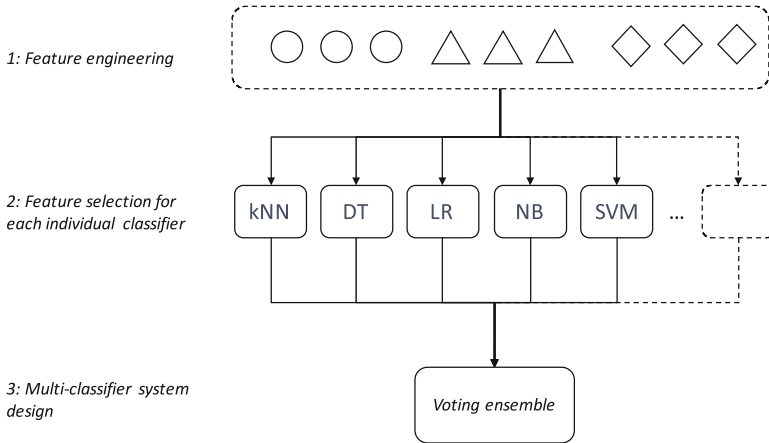 1: Feature engineering
2: Feature selection for
each individual classifier
kNN
DT
LR
NB
SVM
...
3: Multi-classifier system
design
Voting ensemble